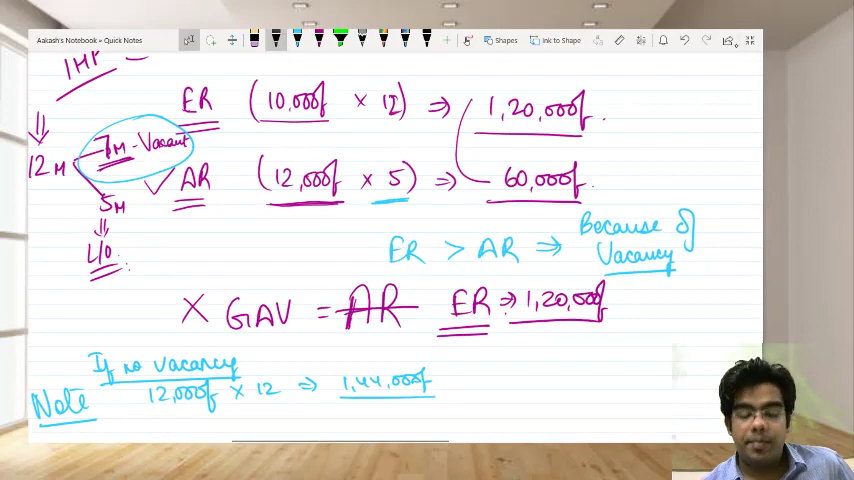 Aakash's Notebook » Quick Notes
Shapes
Ink to Shape
IMP
ER (10,000/- × 12) ⇒ 1,20,000/-.
12M
7M - Vacant
AR (12,000/- × 5) ⇒ 60,000/-.
5M
L/O.
ER > AR ⇒ Because of Vacancy
× GAV = AR ER ⇒ 1,20,000/-
If no vacancy
Note 12,000/- × 12 ⇒ 1,44,000/-